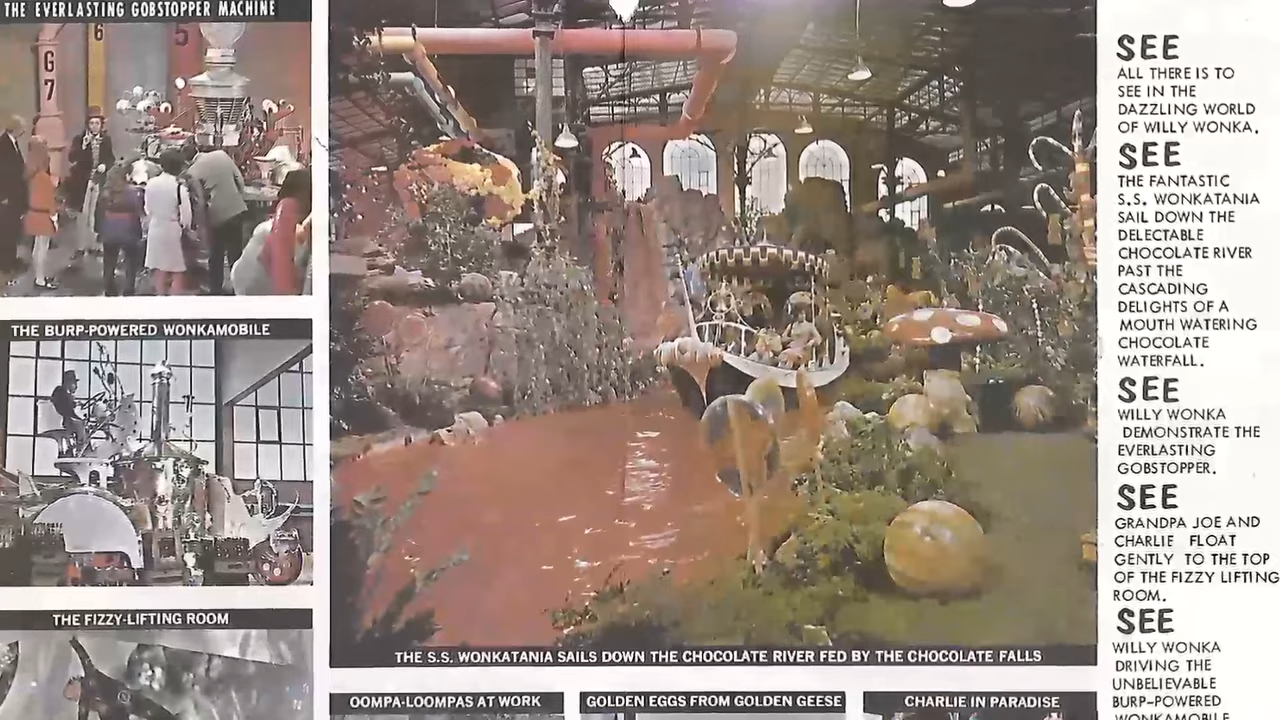 THE EVERLASTING GOBSTOPPER MACHINE
6
5
G
7
THE BURP-POWERED WONKAMOBILE
THE FIZZY-LIFTING ROOM
THE S.S. WONKATANIA SAILS DOWN THE CHOCOLATE RIVER FED BY THE CHOCOLATE FALLS
OOMPA-LOOMPAS AT WORK
GOLDEN EGGS FROM GOLDEN GEESE
CHARLIE IN PARADISE
SEE
ALL THERE IS TO
SEE IN THE
DAZZLING WORLD
OF WILLY WONKA.
SEE
THE FANTASTIC
S.S. WONKATANIA
SAIL DOWN THE
DELECTABLE
CHOCOLATE RIVER
PAST THE
CASCADING
DELIGHTS OF A
MOUTH WATERING
CHOCOLATE
WATERFALL.
SEE
WILLY WONKA
DEMONSTRATE THE
EVERLASTING
GOBSTOPPER.
SEE
GRANDPA JOE AND
CHARLIE FLOAT
GENTLY TO THE TOP
OF THE FIZZY LIFTING
ROOM.
SEE
WILLY WONKA
DRIVING THE
UNBELIEVABLE
BURP-POWERED
WONKAMOBILE